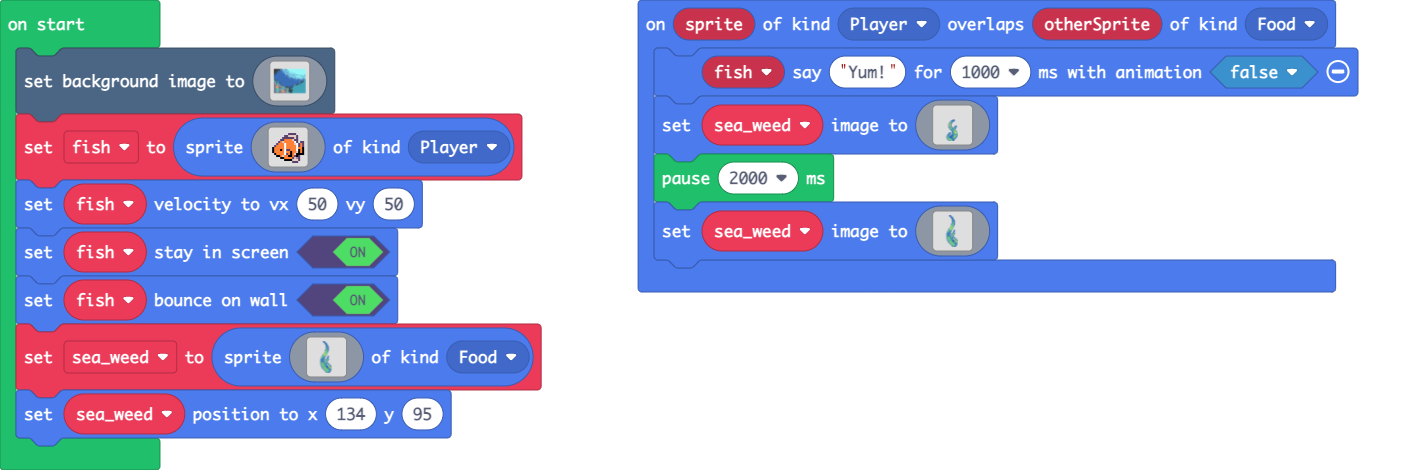 on start
set background image to
set fish to sprite of kind Player
set fish velocity to vx 50 vy 50
set fish stay in screen ON
set fish bounce on wall ON
set sea_weed to sprite of kind Food
set sea_weed position to x 134 y 95
on sprite of kind Player overlaps otherSprite of kind Food
fish say "Yum!" for 1000 ms with animation false
set sea_weed image to
pause 2000 ms
set sea_weed image to